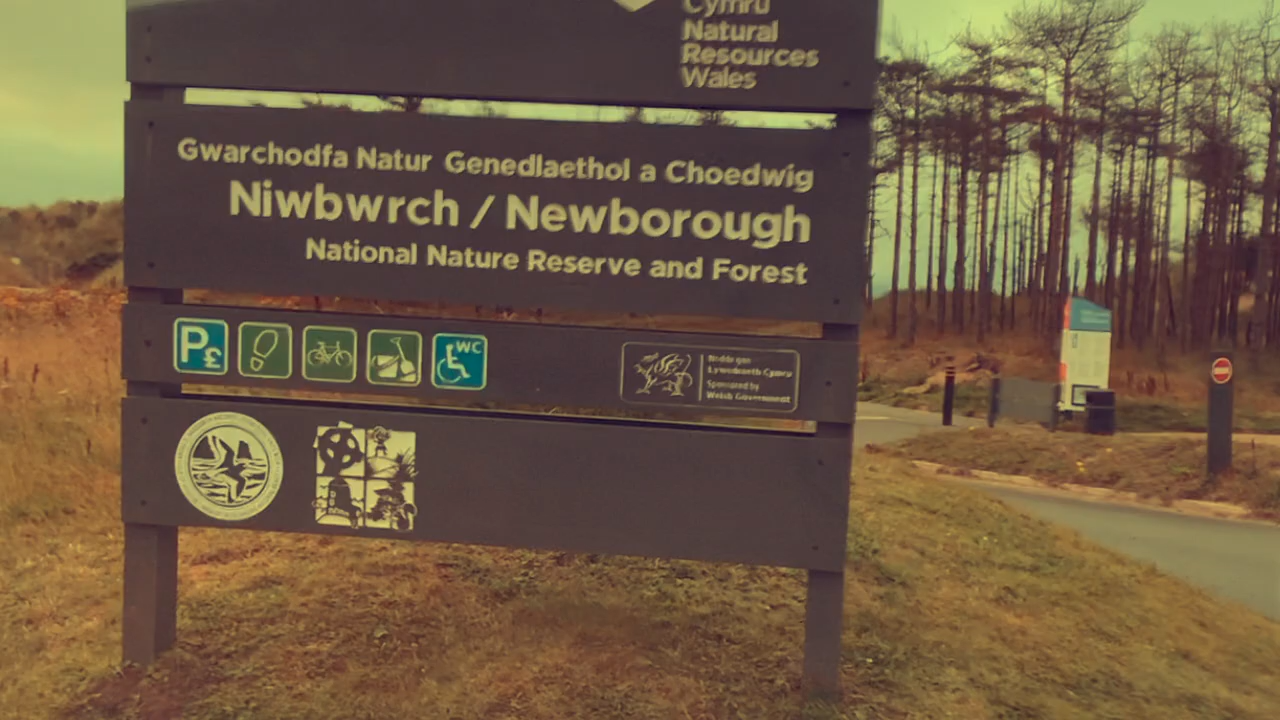 Cymru
Natural
Resources
Wales
Gwarchodfa Natur Genedlaethol a Choedwig
Niwbwrch / Newborough
National Nature Reserve and Forest
P£
WC
Noddir gan
Llywodraeth Cymru
Sponsored by
Welsh Government